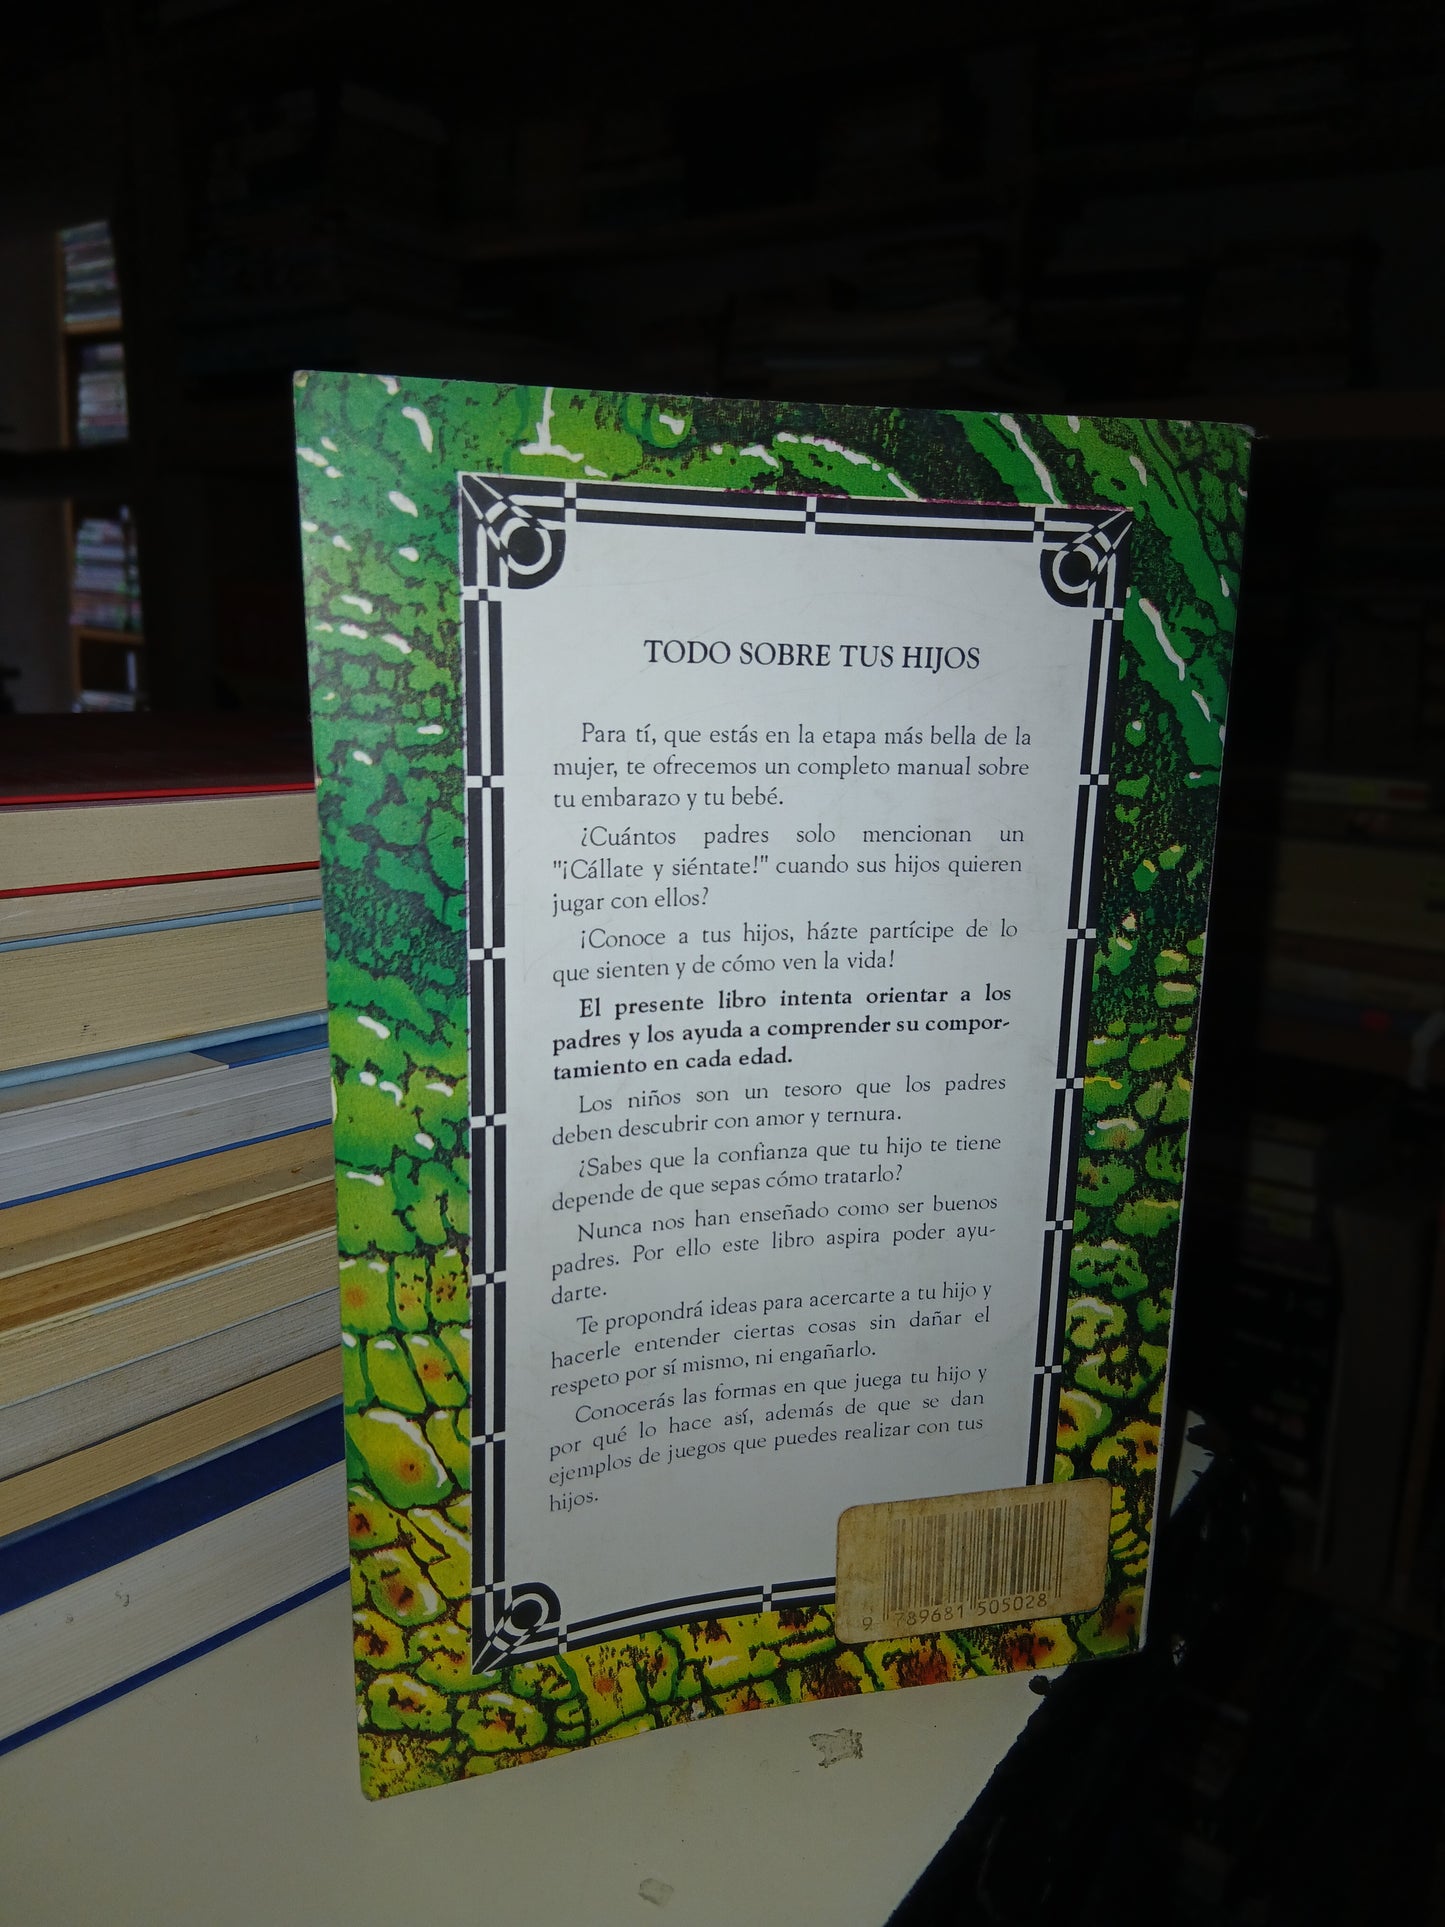 TODO SOBRE TUS HIJOS
Para tí, que estás en la etapa más bella de la
mujer, te ofrecemos un completo manual sobre
tu embarazo y tu bebé.
¿Cuántos padres solo mencionan un
"¡Cállate y siéntate!" cuando sus hijos quieren
jugar con ellos?
¡Conoce a tus hijos, házte partícipe de lo
que sienten y de cómo ven la vida!
El presente libro intenta orientar a los
padres y los ayuda a comprender su compor-
tamiento en cada edad.
Los niños son un tesoro que los padres
deben descubrir con amor y ternura.
¿Sabes que la confianza que tu hijo te tiene
depende de que sepas cómo tratarlo?
Nunca nos han enseñado como ser buenos
padres. Por ello este libro aspira poder ayu-
darte.
Te propondrá ideas para acercarte a tu hijo y
hacerle entender ciertas cosas sin dañar el
respeto por sí mismo, ni engañarlo.
Conocerás las formas en que juega tu hijo y
por qué lo hace así, además de que se dan
ejemplos de juegos que puedes realizar con tus
hijos.
9 789681 505028